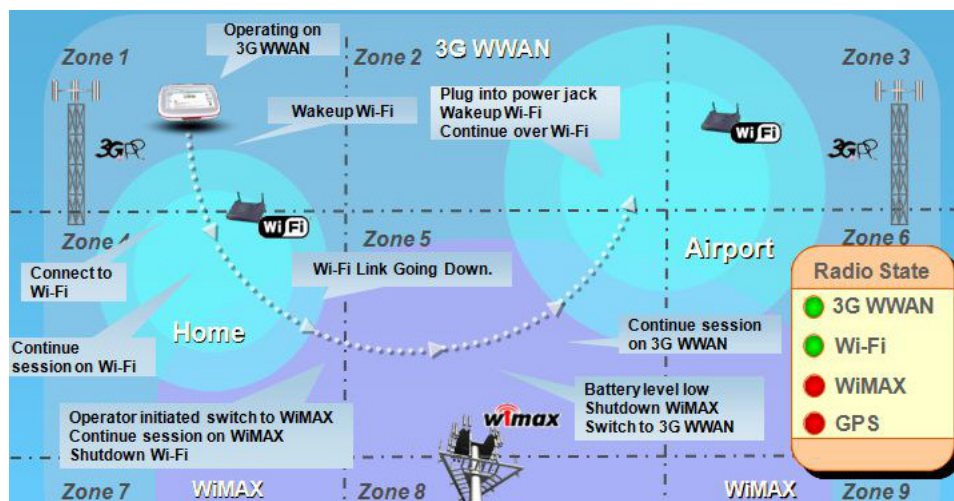 Operating on
3G WWAN
Zone 1
Zone 2
3G WWAN
Zone 3
Wakeup Wi-Fi
Plug into power jack
Wakeup Wi-Fi
Continue over Wi-Fi
3GPP
Wi Fi
3GPP
Wi Fi
Zone 4
Zone 5
Zone 6
Connect to
Wi-Fi
Wi-Fi Link Going Down.
Airport
Radio State
3G WWAN
Wi-Fi
WiMAX
GPS
Home
Continue
session on Wi-Fi
Continue session
on 3G WWAN
Operator initiated switch to WiMAX
Continue session on WiMAX
Shutdown Wi-Fi
Battery level low
Shutdown WiMAX
Switch to 3G WWAN
wimax
Zone 7
WiMAX
Zone 8
WiMAX
Zone 9